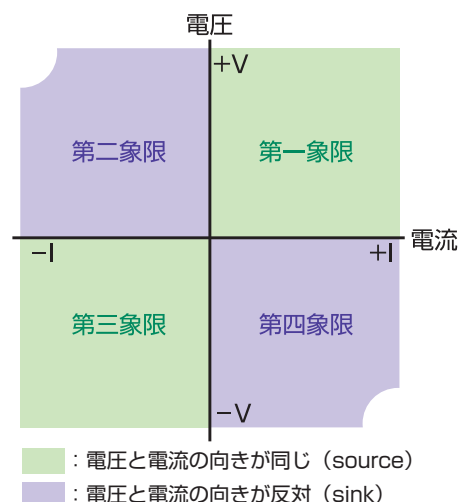 電圧
+V
第二象限
第一象限
電流
−I
+I
第三象限
第四象限
−V
：電圧と電流の向きが同じ（source）
：電圧と電流の向きが反対（sink）